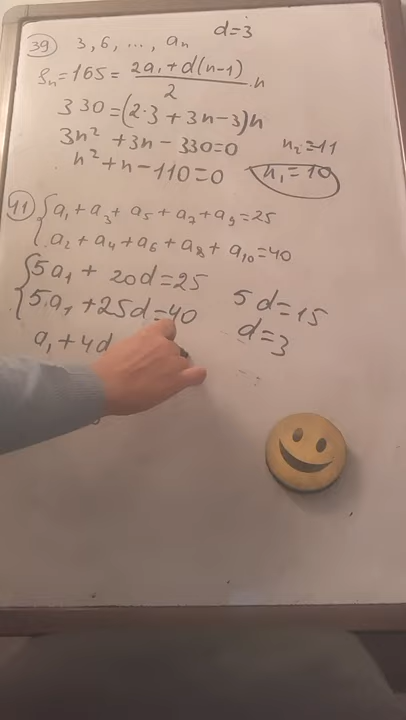 39 3, 6, ..., aₙ d=3
Sₙ=165= (2a₁+d(n-1))/2 ·n
330=(2·3+3n-3)n
3n²+3n-330=0 n₂=-11
n²+n-110=0 n₁=10
41 {a₁+a₃+a₅+a₇+a₉=25
a₂+a₄+a₆+a₈+a₁₀=40
{5a₁+20d=25 5d=15
5a₁+25d=40 d=3
a₁+4d